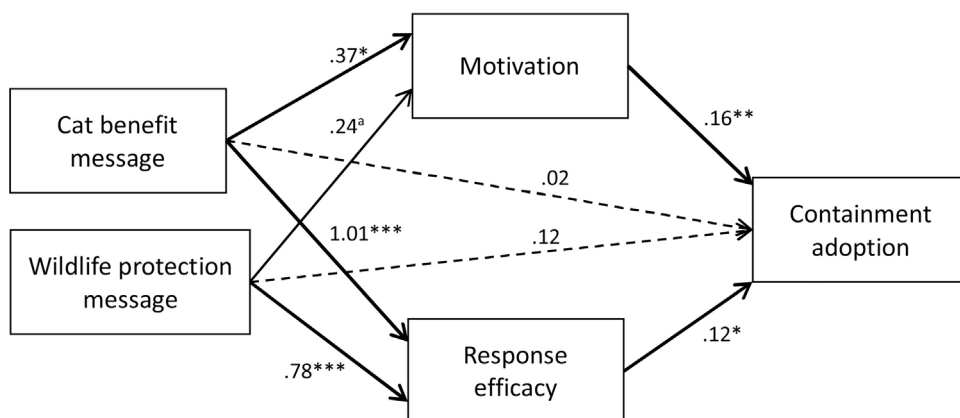 Motivation
.37*
Cat benefit
message
.24ᵃ
.16**
.02
Containment
adoption
1.01***
.12
Wildlife protection
message
.78***
Response
efficacy
.12*